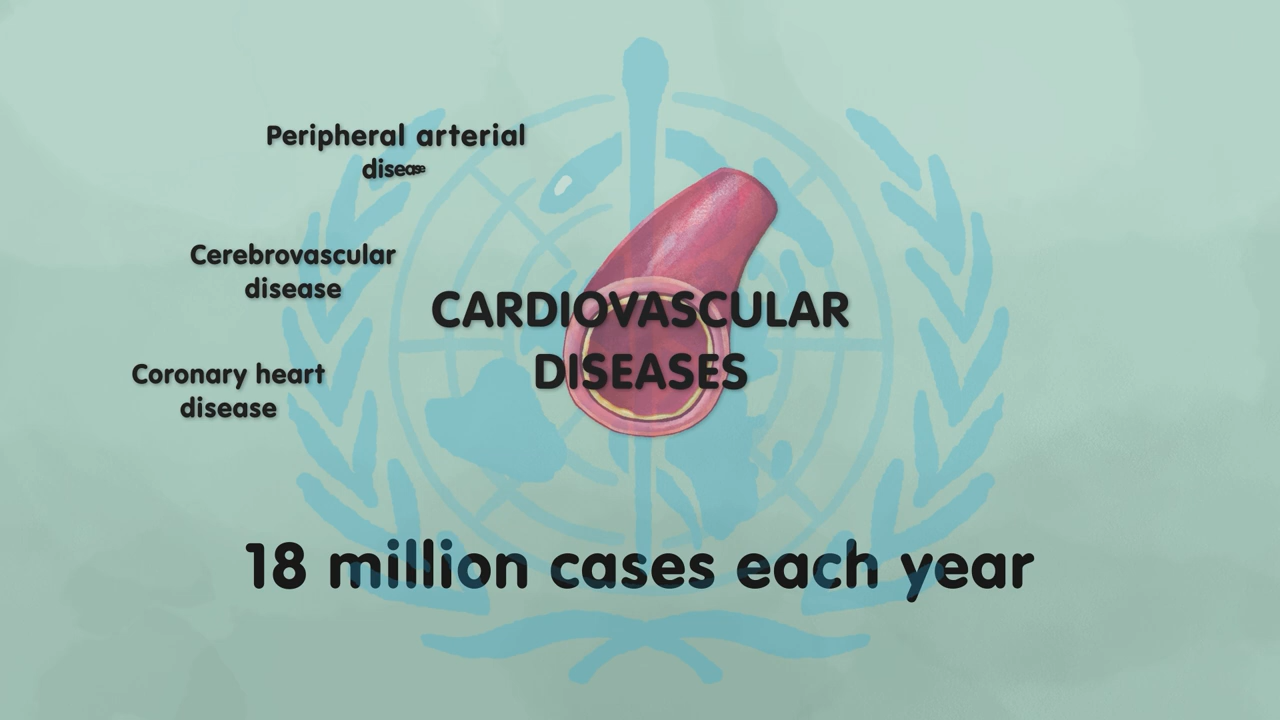 Peripheral arterial
disease
Cerebrovascular
disease
Coronary heart
disease
CARDIOVASCULAR
DISEASES
18 million cases each year